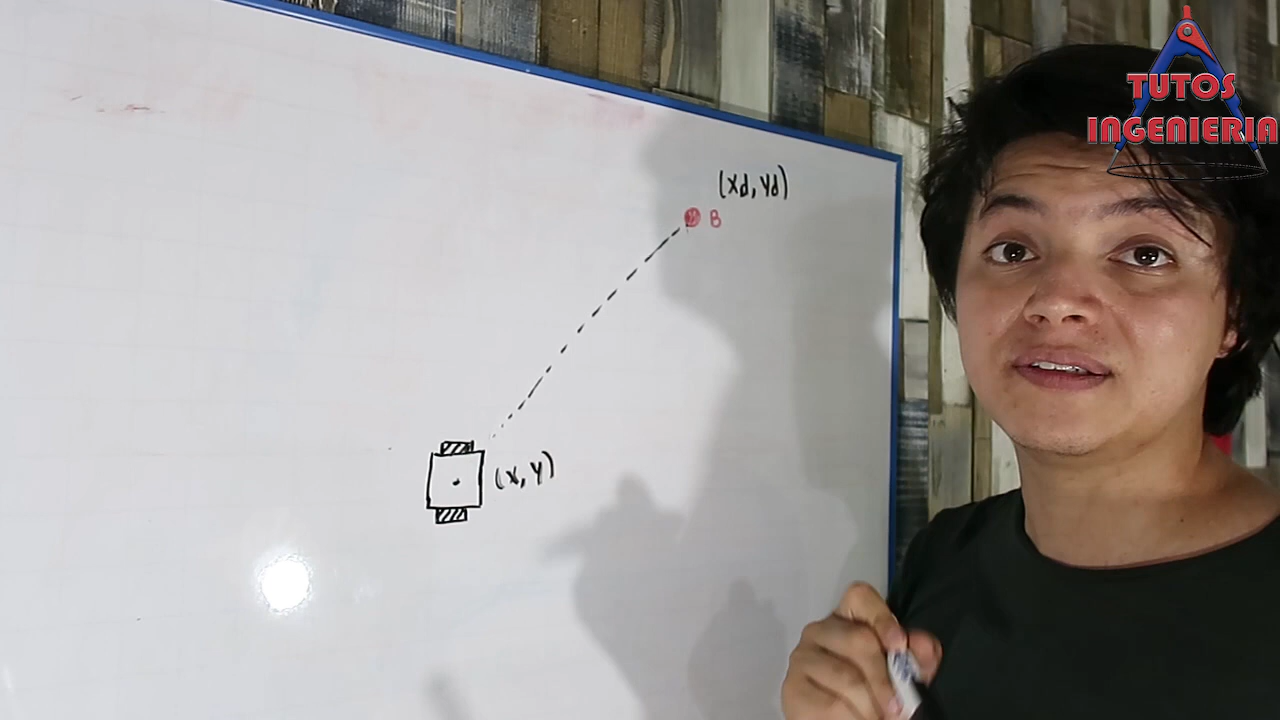 TUTOS
INGENIERIA
(xd, yd)
B
(x, y)